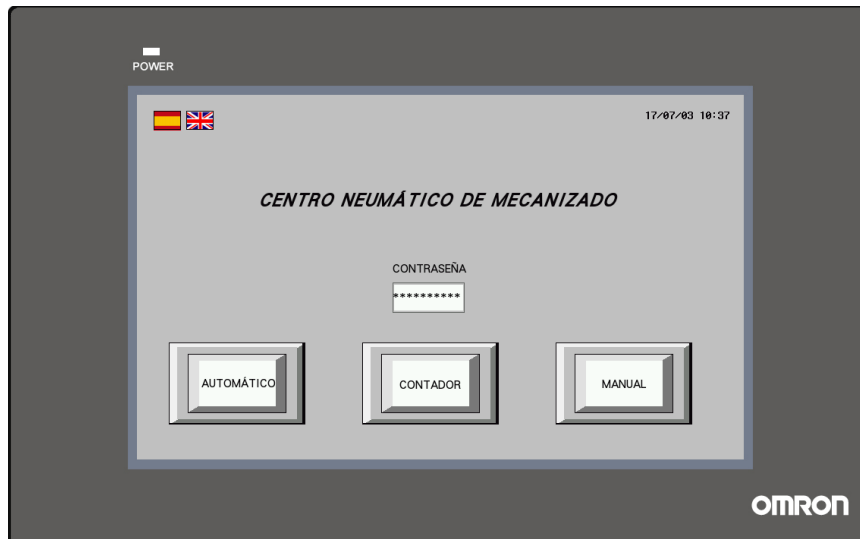 POWER
17/07/03 10:37
CENTRO NEUMÁTICO DE MECANIZADO
CONTRASEÑA
**********
AUTOMÁTICO
CONTADOR
MANUAL
OMRON